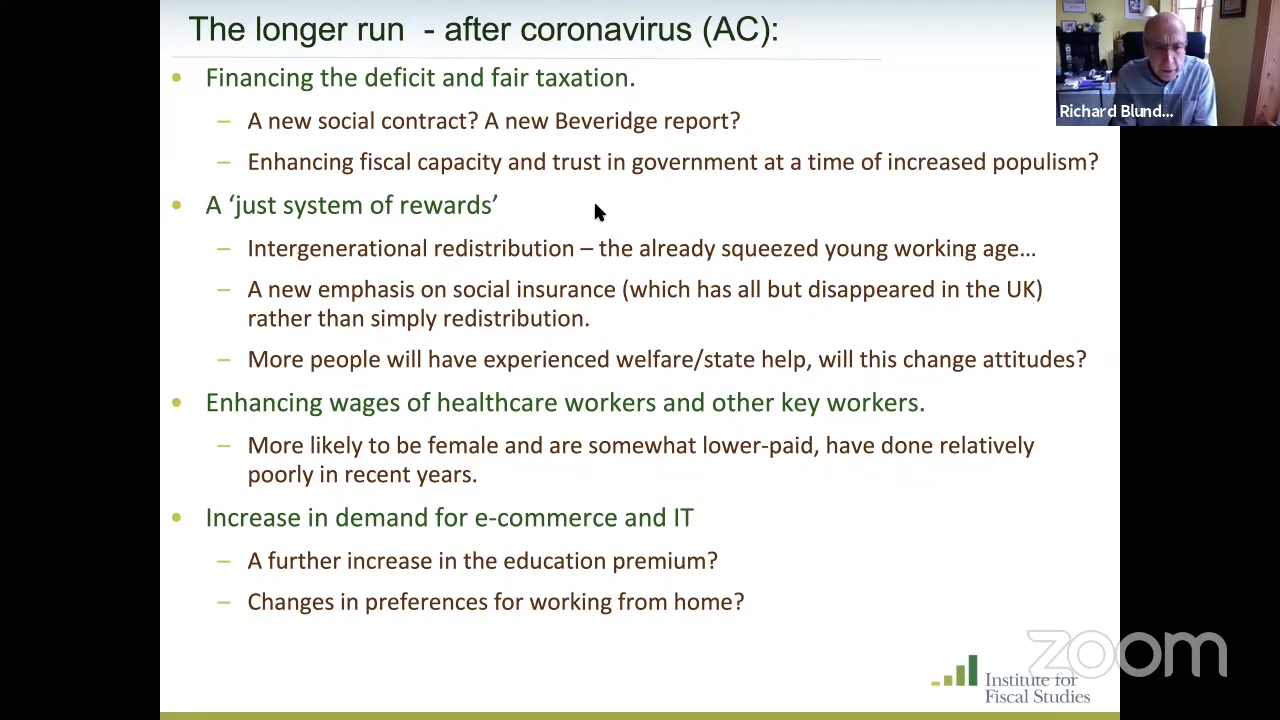 The longer run - after coronavirus (AC):
• Financing the deficit and fair taxation.
– A new social contract? A new Beveridge report?
– Enhancing fiscal capacity and trust in government at a time of increased populism?
• A ‘just system of rewards’
– Intergenerational redistribution – the already squeezed young working age…
– A new emphasis on social insurance (which has all but disappeared in the UK)
rather than simply redistribution.
– More people will have experienced welfare/state help, will this change attitudes?
• Enhancing wages of healthcare workers and other key workers.
– More likely to be female and are somewhat lower-paid, have done relatively
poorly in recent years.
• Increase in demand for e-commerce and IT
– A further increase in the education premium?
– Changes in preferences for working from home?
Richard Blund...
zoom
Institute for
Fiscal Studies